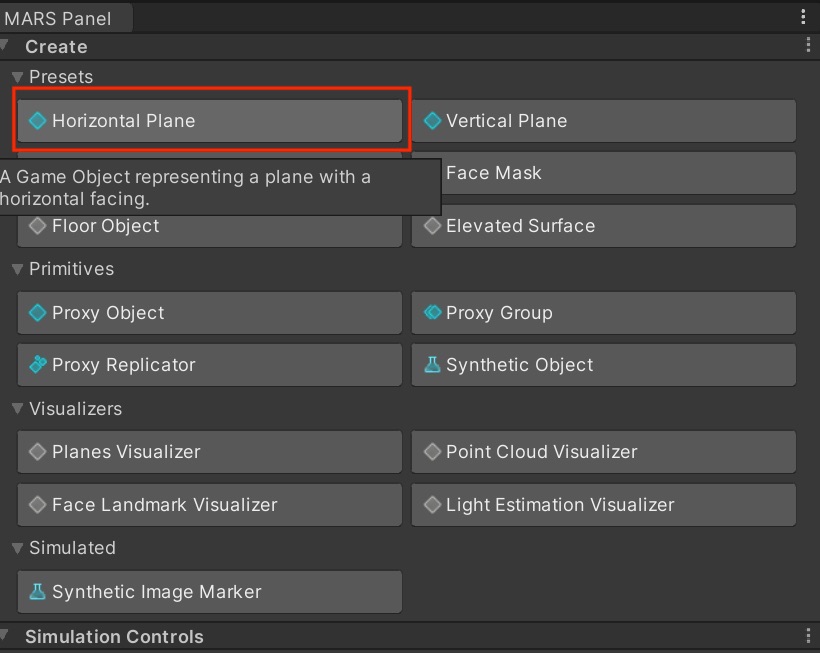 MARS Panel
Create
Presets
Horizontal Plane
Vertical Plane
A Game Object representing a plane with a
horizontal facing.
Face Mask
Floor Object
Elevated Surface
Primitives
Proxy Object
Proxy Group
Proxy Replicator
Synthetic Object
Visualizers
Planes Visualizer
Point Cloud Visualizer
Face Landmark Visualizer
Light Estimation Visualizer
Simulated
Synthetic Image Marker
Simulation Controls